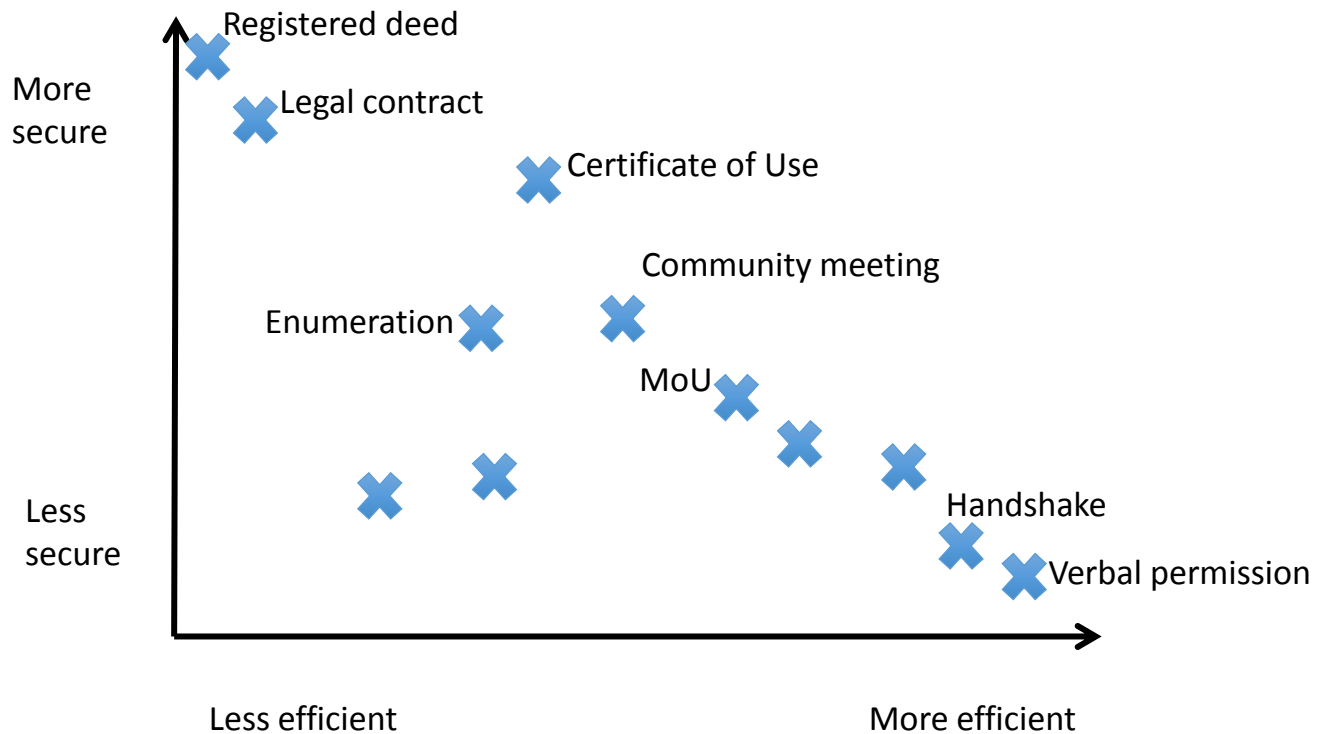 Registered deed
More
secure
Legal contract
Certificate of Use
Community meeting
Enumeration
MoU
Less
secure
Handshake
Verbal permission
Less efficient
More efficient